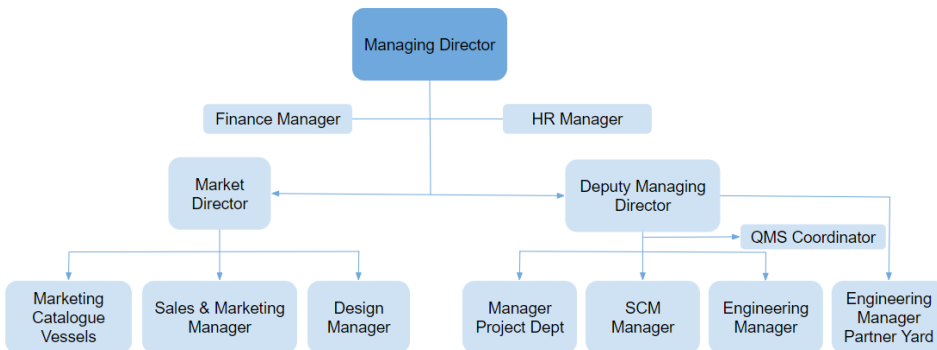 Managing Director
Finance Manager
HR Manager
Market
Director
Deputy Managing
Director
QMS Coordinator
Marketing
Catalogue
Vessels
Sales & Marketing
Manager
Design
Manager
Manager
Project Dept
SCM
Manager
Engineering
Manager
Engineering
Manager
Partner Yard